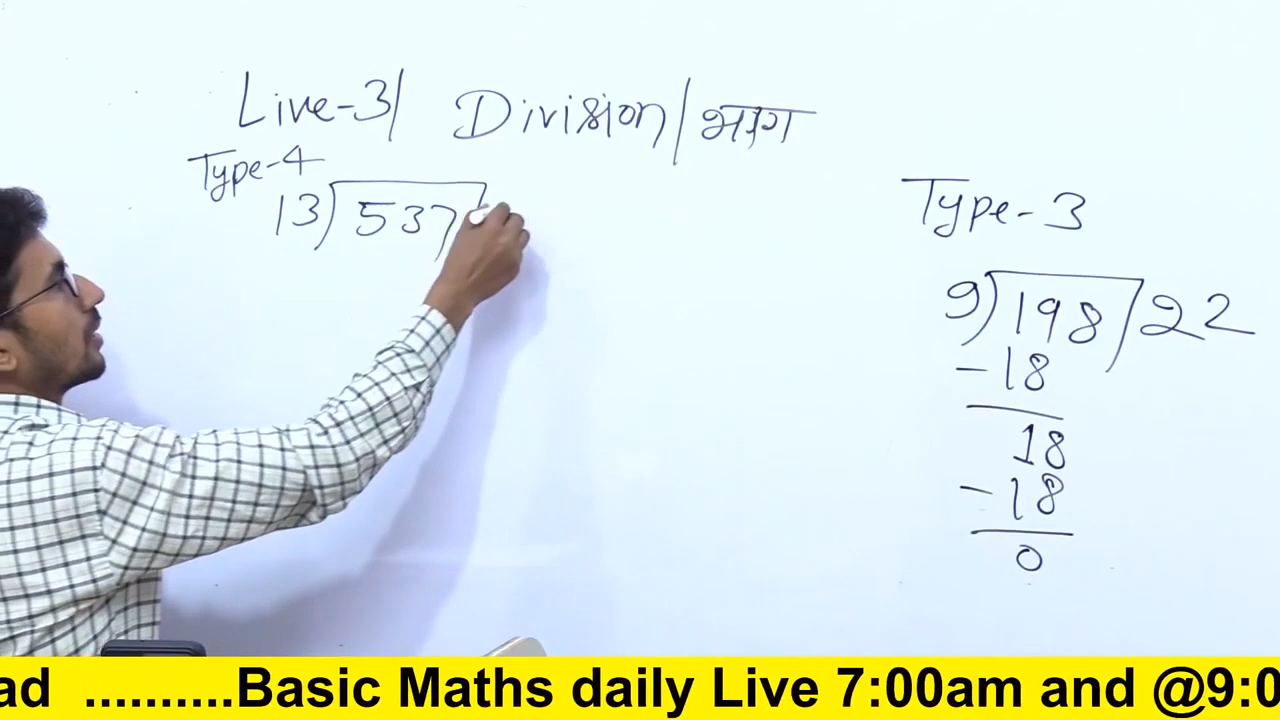 Live-3/ Division/भाग
Type-4
13)537
Type-3
9)198/22
-18
18
-18
0
ad ..........Basic Maths daily Live 7:00am and @9:0